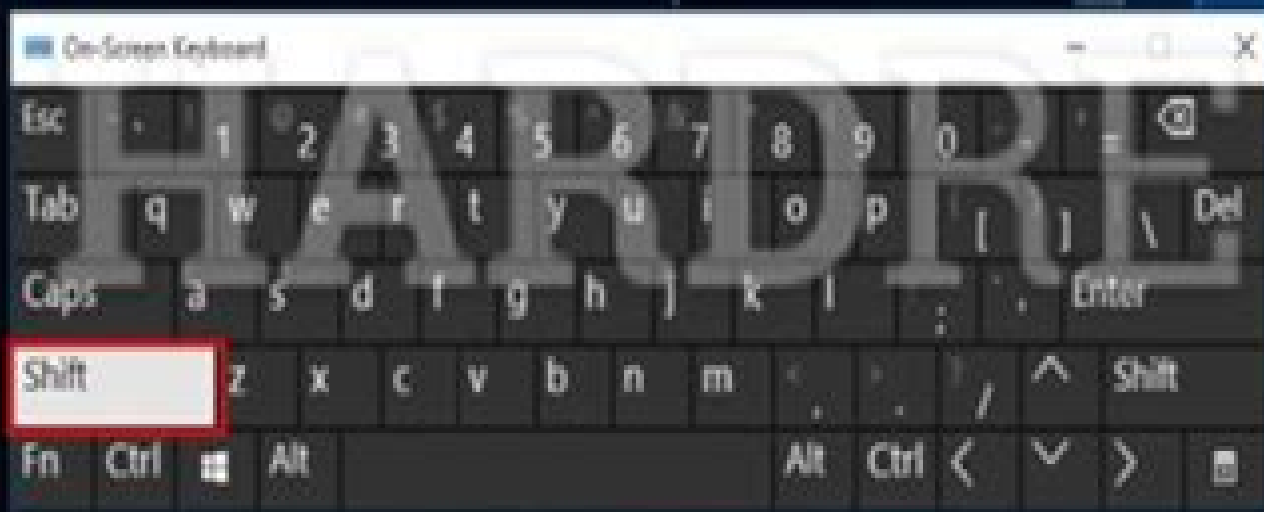 On-Screen Keyboard
HARDRE
Esc 1 2 3 4 5 6 7 8 9 0 - =
Tab q w e r t y u i o p [ ] \ Del
Caps a s d f g h j k l ; ' Enter
Shift z x c v b n m , . / Shift
Fn Ctrl Alt Alt Ctrl